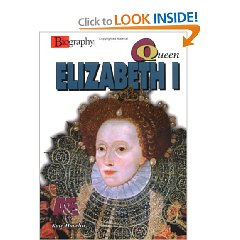 Click to LOOK INSIDE!
Biography
Queen
ELIZABETH I
A&E